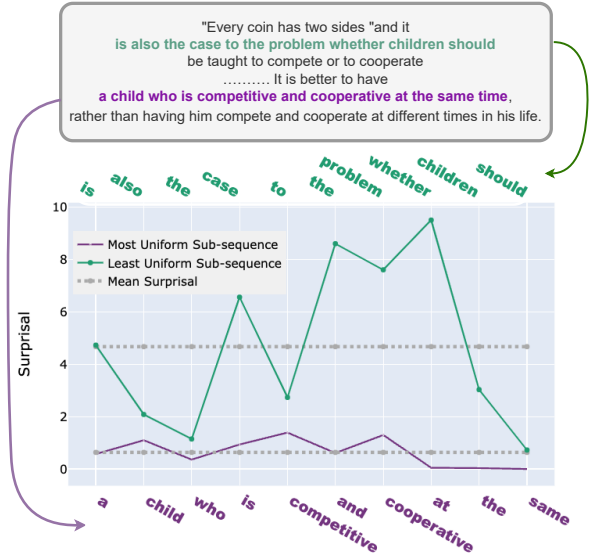 "Every coin has two sides "and it
is also the case to the problem whether children should
be taught to compete or to cooperate
.......... It is better to have
a child who is competitive and cooperative at the same time,
rather than having him compete and cooperate at different times in his life.
is also the case to the problem whether children should
10
8
6
4
2
0
Surprisal
Most Uniform Sub-sequence
Least Uniform Sub-sequence
Mean Surprisal
a child who is competitive and cooperative at the same